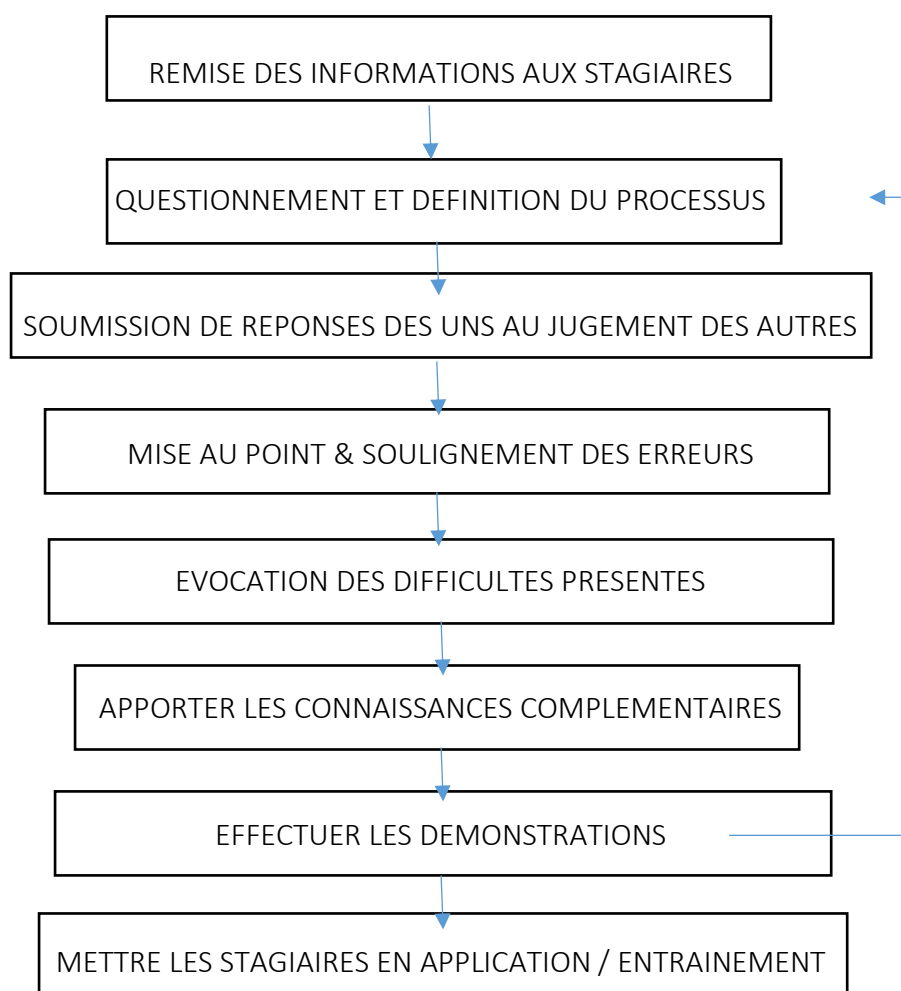 REMISE DES INFORMATIONS AUX STAGIAIRES
QUESTIONNEMENT ET DEFINITION DU PROCESSUS
SOUMISSION DE REPONSES DES UNS AU JUGEMENT DES AUTRES
MISE AU POINT & SOULIGNEMENT DES ERREURS
EVOCATION DES DIFFICULTES PRESENTES
APPORTER LES CONNAISSANCES COMPLEMENTAIRES
EFFECTUER LES DEMONSTRATIONS
METTRE LES STAGIAIRES EN APPLICATION / ENTRAINEMENT